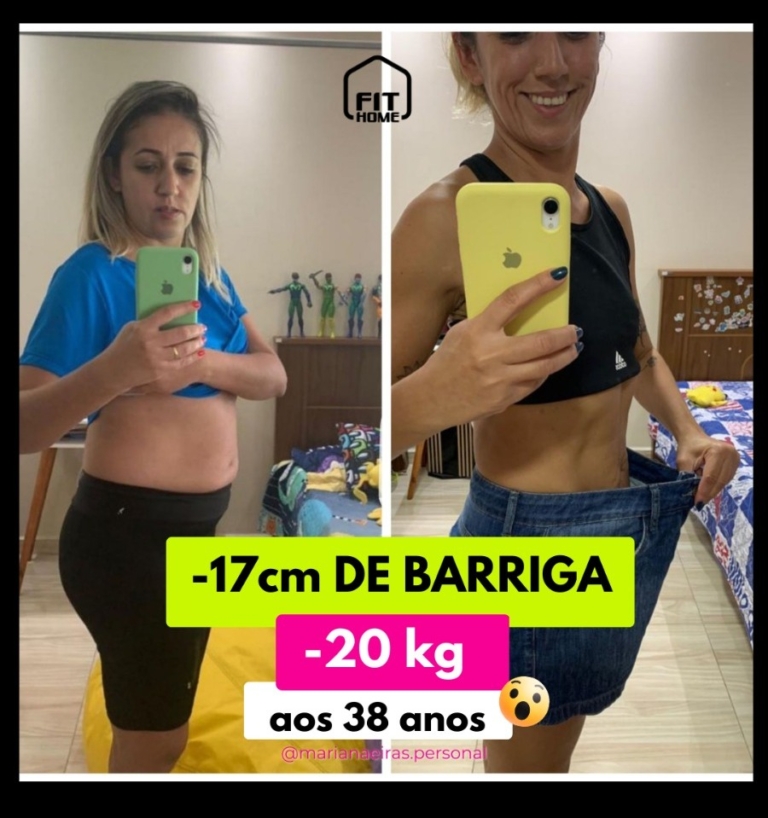 FIT
HOME
-17cm DE BARRIGA
-20 kg
aos 38 anos
@marianaeiras.personal